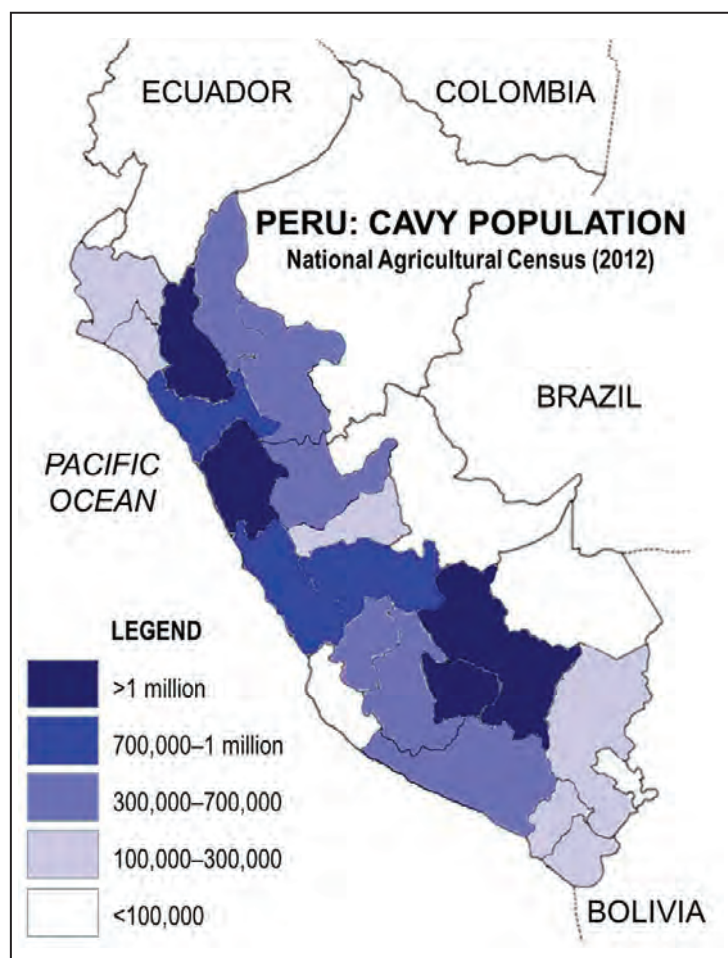 ECUADOR
COLOMBIA
PERU: CAVY POPULATION
National Agricultural Census (2012)
BRAZIL
PACIFIC
OCEAN
LEGEND
>1 million
700,000–1 million
300,000–700,000
100,000–300,000
<100,000
BOLIVIA